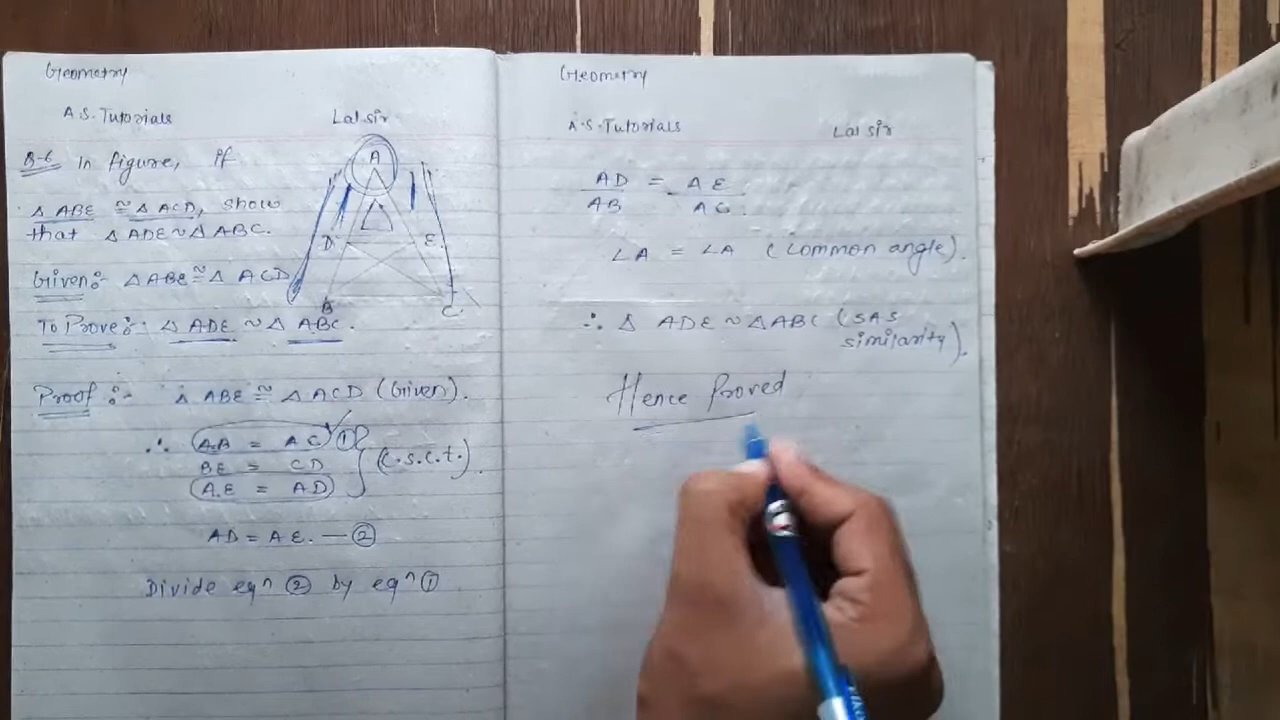 Geometry
A.S. Tutorials Lal sir
Q-6 In figure, if
△ ABE ≅ △ ACD, show
that △ ADE ~ △ ABC.
Given:- △ ABE ≅ △ ACD
To Prove:- △ ADE ~ △ ABC.
Proof :- △ ABE ≅ △ ACD (Given).
∴ AB = AC ①
BE = CD
AE = AD
(C.S.C.T.).
AD = AE. — ②
Divide eqn ② by eqn ①
A
D
E
B
C
Geometry
A.S. Tutorials Lal sir
AD/AB = AE/AC
∠A = ∠A (Common angle).
∴ △ ADE ~ △ ABC (SAS
similarity).
Hence Proved